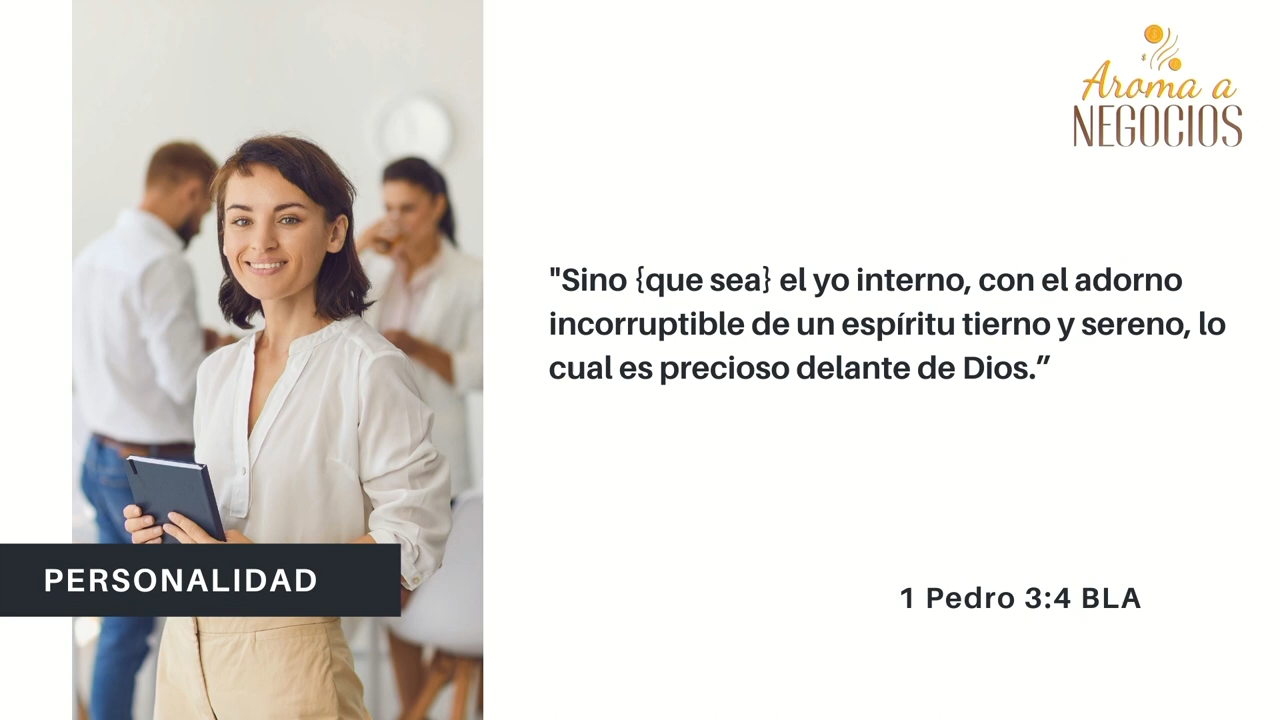 Aroma a
NEGOCIOS
"Sino {que sea} el yo interno, con el adorno
incorruptible de un espíritu tierno y sereno, lo
cual es precioso delante de Dios.”
PERSONALIDAD
1 Pedro 3:4 BLA